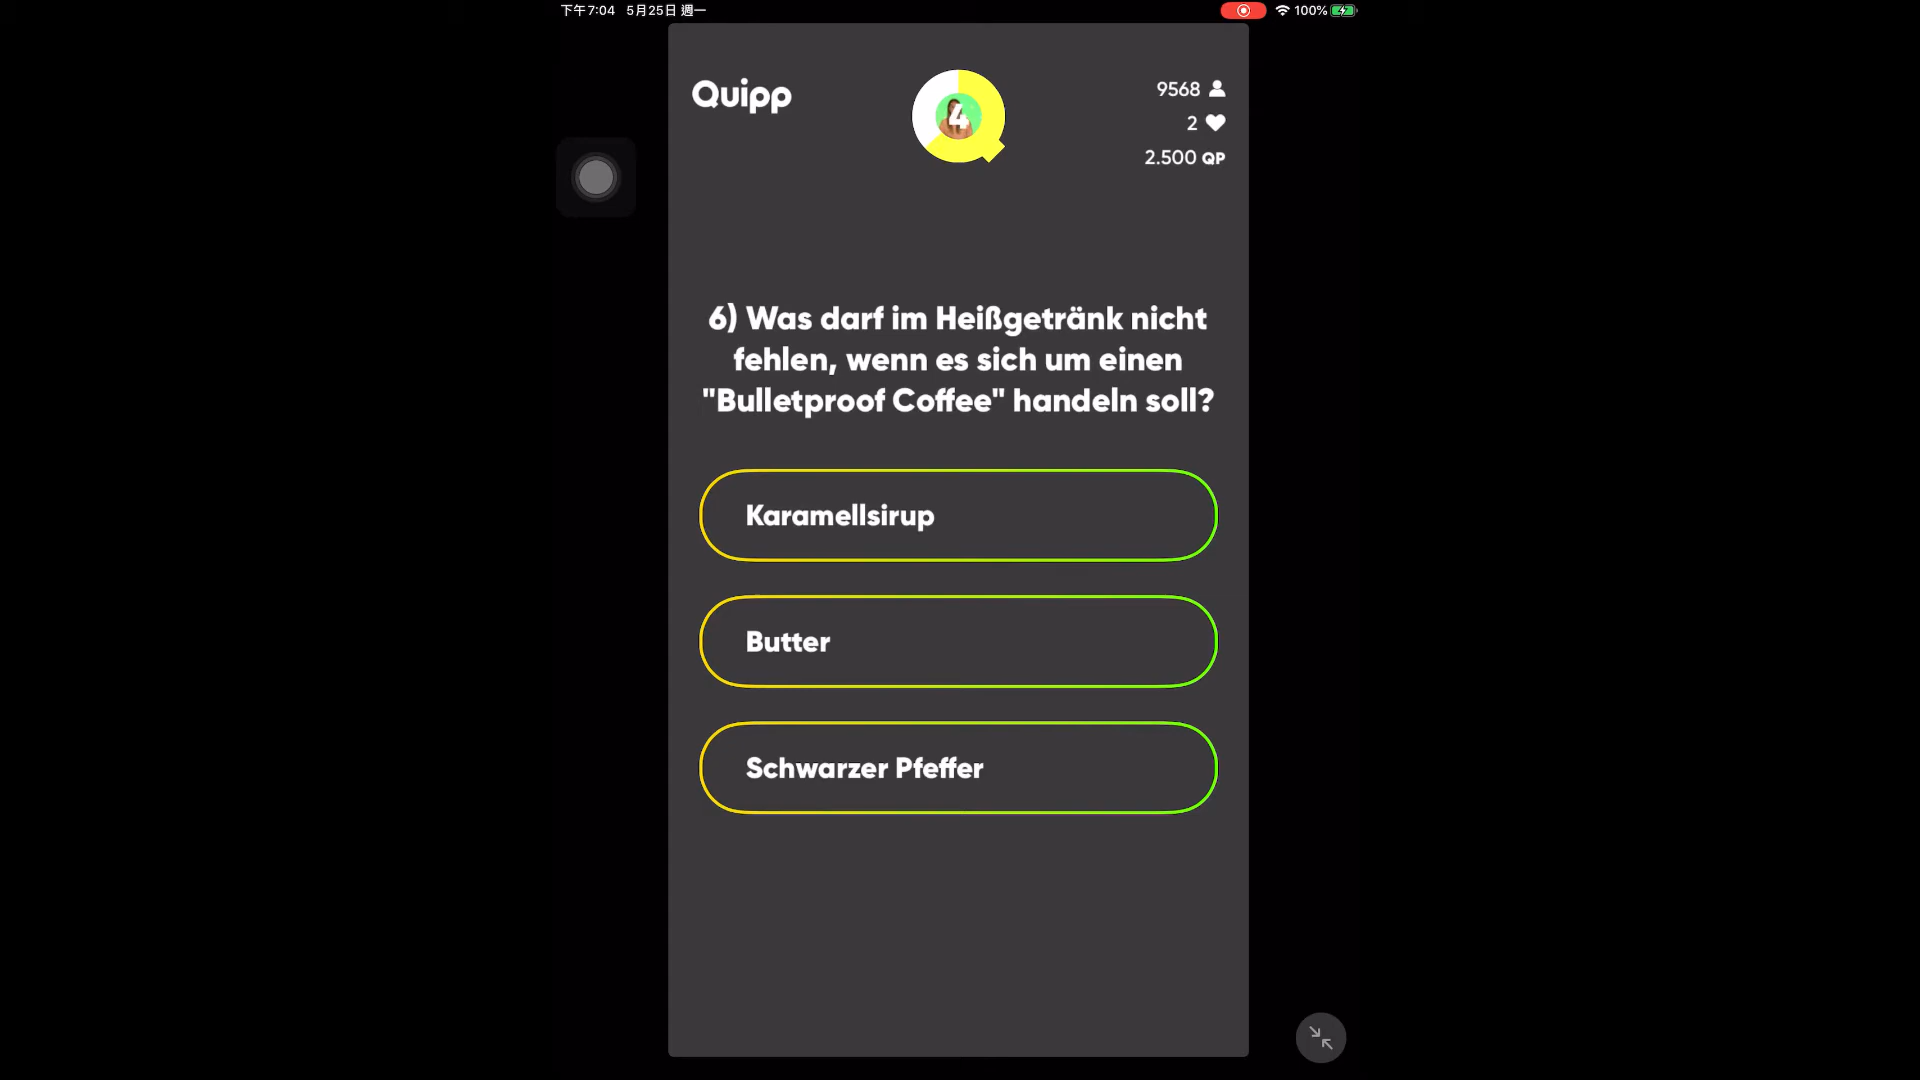 下午7:04 5月25日 週一
100%
Quipp
4
9568
2
2.500 QP
6) Was darf im Heißgetränk nicht
fehlen, wenn es sich um einen
"Bulletproof Coffee" handeln soll?
Karamellsirup
Butter
Schwarzer Pfeffer